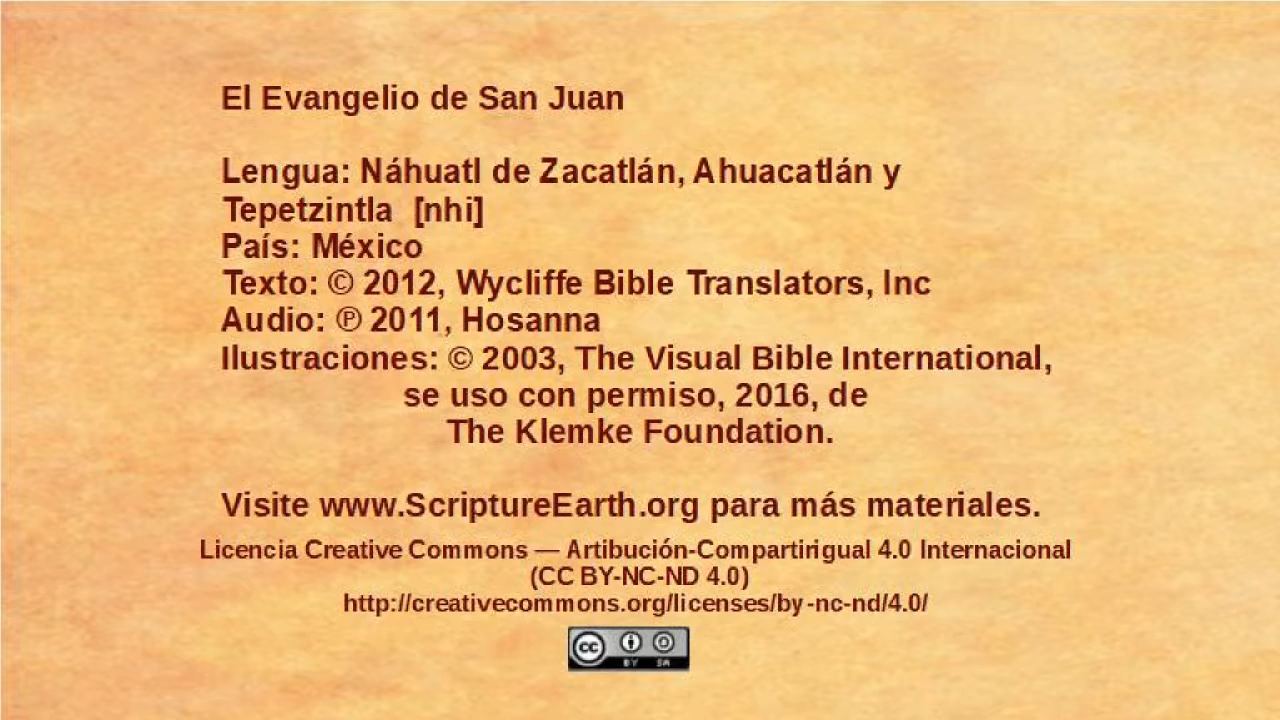 El Evangelio de San Juan
Lengua: Náhuatl de Zacatlán, Ahuacatlán y
Tepetzintla [nhi]
País: México
Texto: © 2012, Wycliffe Bible Translators, Inc
Audio: ℗ 2011, Hosanna
Ilustraciones: © 2003, The Visual Bible International,
se uso con permiso, 2016, de
The Klemke Foundation.
Visite www.ScriptureEarth.org para más materiales.
Licencia Creative Commons — Artibución-Compartirigual 4.0 Internacional
(CC BY-NC-ND 4.0)
http://creativecommons.org/licenses/by-nc-nd/4.0/
cc BY SA